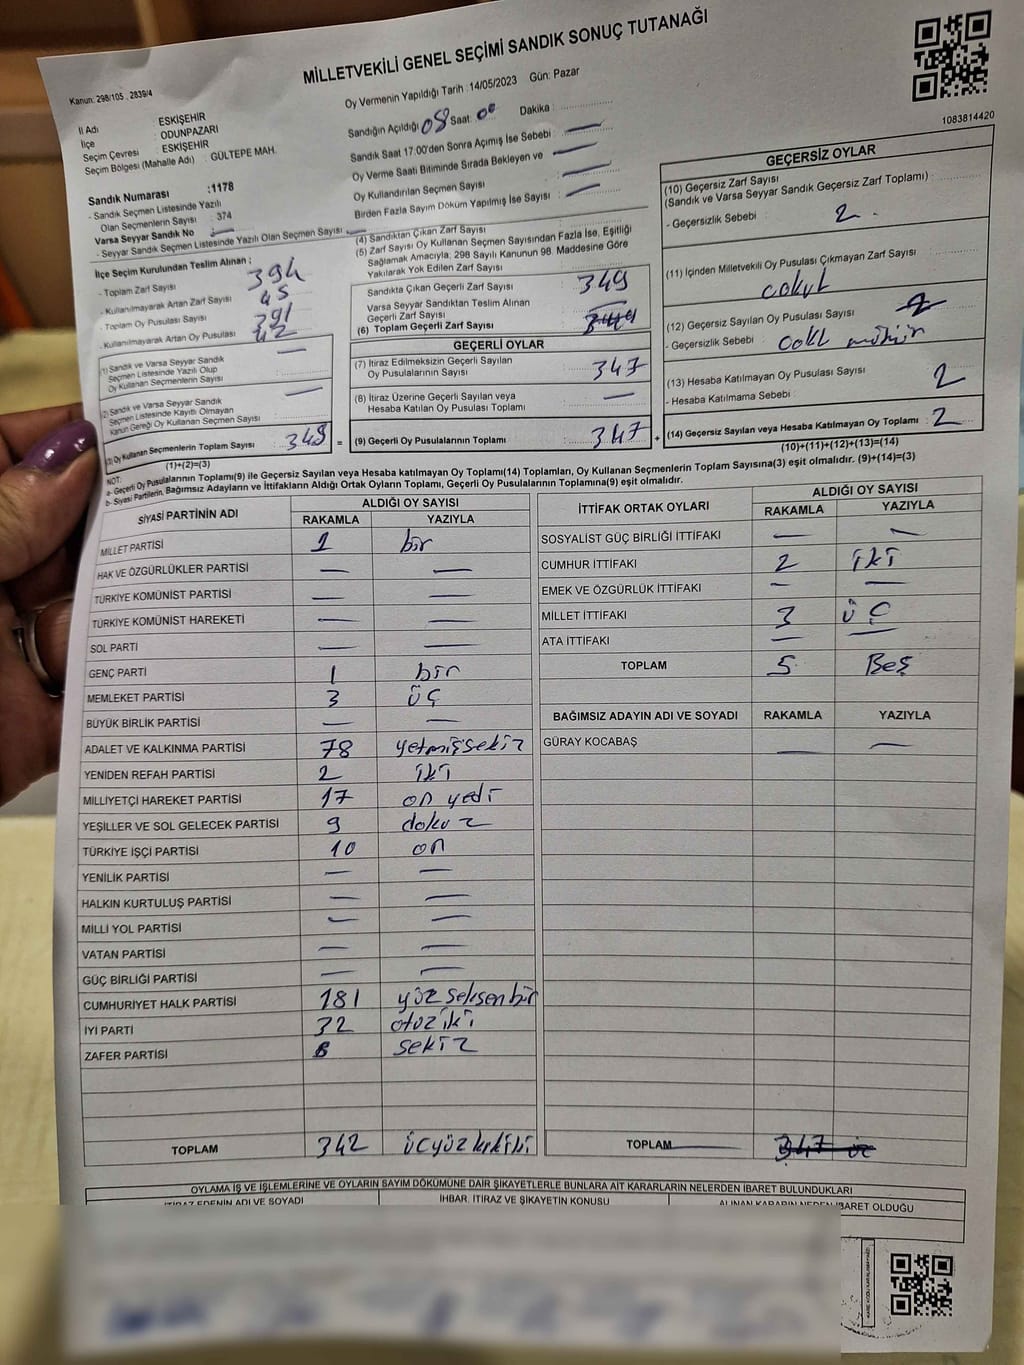 MİLLETVEKİLİ GENEL SEÇİMİ SANDIK SONUÇ TUTANAĞI
Kanun: 298/105 , 2839/4
1083814420
İl Adı : ESKİŞEHİR
İlçe : ODUNPAZARI
Seçim Çevresi : ESKİŞEHİR
Seçim Bölgesi (Mahalle Adı) : GÜLTEPE MAH.
Sandık Numarası :1178
- Sandık Seçmen Listesinde Yazılı
Olan Seçmenlerin Sayısı : 374
Varsa Seyyar Sandık No —
- Seyyar Sandık Seçmen Listesinde Yazılı Olan Seçmen Sayısı : —
İlçe Seçim Kurulundan Teslim Alınan :
- Toplam Zarf Sayısı : 394
- Kullanılmayarak Artan Zarf Sayısı : 45
- Toplam Oy Pusulası Sayısı : 391
- Kullanılmayarak Artan Oy Pusulası : 42
(1) Sandık ve Varsa Seyyar Sandık
Seçmen Listesinde Yazılı Olup
Oy Kullanan Seçmenlerin Sayısı —
(2) Sandık ve Varsa Seyyar Sandık
Seçmen Listesinde Kayıtlı Olmayan
Kanun Gereği Oy Kullanan Seçmen Sayısı —
(3) Oy Kullanan Seçmenlerin Toplam Sayısı : 349 =
(1)+(2)=(3)
Oy Vermenin Yapıldığı Tarih : 14/05/2023 Gün: Pazar
Sandığın Açıldığı 08 Saat: 00 Dakika :
Sandık Saat 17:00'den Sonra Açımış İse Sebebi : —
Oy Verme Saati Bitiminde Sırada Bekleyen ve —
Oy Kullandırılan Seçmen Sayısı : —
Birden Fazla Sayım Döküm Yapılmış İse Sayısı : —
(4) Sandıktan Çıkan Zarf Sayısı :
(5) Zarf Sayısı Oy Kullanan Seçmen Sayısından Fazla İse, Eşitliği
Sağlamak Amacıyla, 298 Sayılı Kanunun 98. Maddesine Göre
Yakılarak Yok Edilen Zarf Sayısı :
Sandıkta Çıkan Geçerli Zarf Sayısı : 349
Varsa Seyyar Sandıktan Teslim Alınan
Geçerli Zarf Sayısı : —
(6) Toplam Geçerli Zarf Sayısı : 349
GEÇERLİ OYLAR
(7) İtiraz Edilmeksizin Geçerli Sayılan
Oy Pusulalarının Sayısı : 347
(8) İtiraz Üzerine Geçerli Sayılan veya
Hesaba Katılan Oy Pusulası Toplamı : —
(9) Geçerli Oy Pusulalarının Toplamı : 347 +
GEÇERSİZ OYLAR
(10) Geçersiz Zarf Sayısı
(Sandık ve Varsa Seyyar Sandık Geçersiz Zarf Toplamı) :
- Geçersizlik Sebebi : 2.
(11) İçinden Milletvekili Oy Pusulası Çıkmayan Zarf Sayısı :
(12) Geçersiz Sayılan Oy Pusulası Sayısı : 2
- Geçersizlik Sebebi :
(13) Hesaba Katılmayan Oy Pusulası Sayısı : 2
- Hesaba Katılmama Sebebi :
(14) Geçersiz Sayılan veya Hesaba Katılmayan Oy Toplamı : 2
(10)+(11)+(12)+(13)=(14)
NOT:
a- Geçerli Oy Pusulalarının Toplamı(9) ile Geçersiz Sayılan veya Hesaba katılmayan Oy Toplamı(14) Toplamları, Oy Kullanan Seçmenlerin Toplam Sayısına(3) eşit olmalıdır. (9)+(14)=(3)
b- Siyasi Partilerin, Bağımsız Adayların ve İttifakların Aldığı Ortak Oyların Toplamı, Geçerli Oy Pusulalarının Toplamına(9) eşit olmalıdır.
SİYASİ PARTİNİN ADI ALDIĞI OY SAYISI
RAKAMLA YAZIYLA
MİLLET PARTİSİ 1 bir
HAK VE ÖZGÜRLÜKLER PARTİSİ — —
TÜRKİYE KOMÜNİST PARTİSİ — —
TÜRKİYE KOMÜNİST HAREKETİ — —
SOL PARTİ — —
GENÇ PARTİ 1 bir
MEMLEKET PARTİSİ 3 üç
BÜYÜK BİRLİK PARTİSİ — —
ADALET VE KALKINMA PARTİSİ 78 yetmişsekiz
YENİDEN REFAH PARTİSİ 2 iki
MİLLİYETÇİ HAREKET PARTİSİ 17 on yedi
YEŞİLLER VE SOL GELECEK PARTİSİ 9 dokuz
TÜRKİYE İŞÇİ PARTİSİ 10 on
YENİLİK PARTİSİ — —
HALKIN KURTULUŞ PARTİSİ — —
MİLLİ YOL PARTİSİ — —
VATAN PARTİSİ — —
GÜÇ BİRLİĞİ PARTİSİ — —
CUMHURİYET HALK PARTİSİ 181 yüz seksenbir
İYİ PARTİ 32 otuz iki
ZAFER PARTİSİ 8 sekiz
TOPLAM 342
İTTİFAK ORTAK OYLARI ALDIĞI OY SAYISI
RAKAMLA YAZIYLA
SOSYALİST GÜÇ BİRLİĞİ İTTİFAKI — —
CUMHUR İTTİFAKI 2 iki
EMEK VE ÖZGÜRLÜK İTTİFAKI — —
MİLLET İTTİFAKI 3 üç
ATA İTTİFAKI — —
TOPLAM 5 Beş
BAĞIMSIZ ADAYIN ADI VE SOYADI RAKAMLA YAZIYLA
GÜRAY KOCABAŞ — —
TOPLAM 347
OYLAMA İŞ VE İŞLEMLERİNE VE OYLARIN SAYIM DÖKÜMÜNE DAİR ŞİKAYETLERLE BUNLARA AİT KARARLARIN NELERDEN İBARET BULUNDUKLARI
İTİRAZ EDENİN ADI VE SOYADI İHBAR, İTİRAZ VE ŞİKAYETİN KONUSU ALINAN KARARIN NEDEN İBARET OLDUĞU